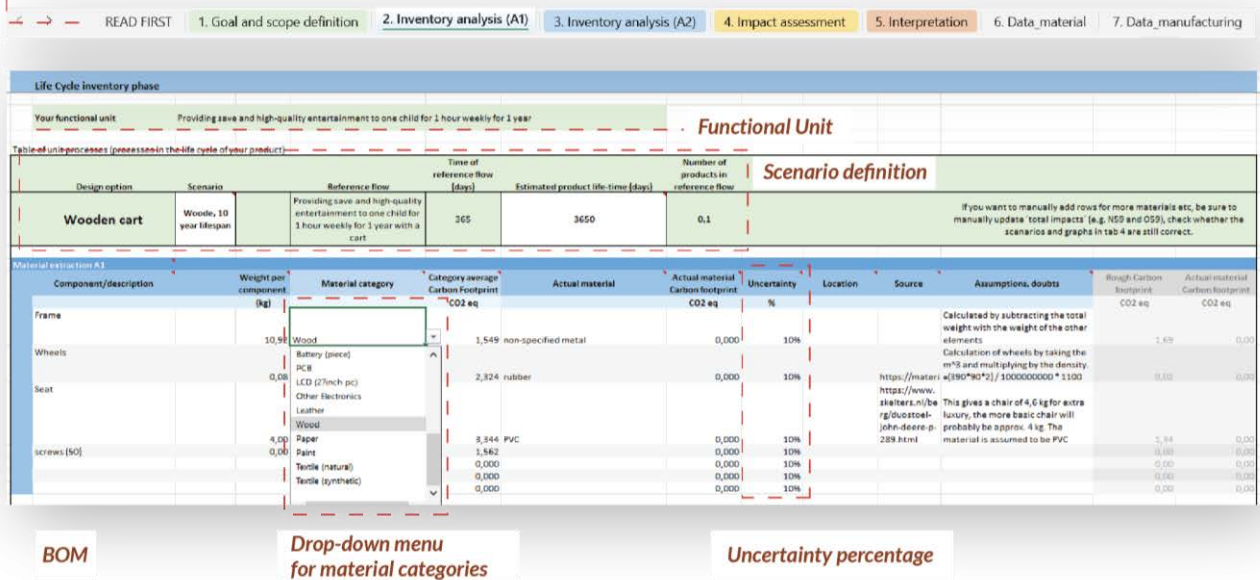 READ FIRST 1. Goal and scope definition 2. Inventory analysis (A1) 3. Inventory analysis (A2) 4. Impact assessment 5. Interpretation 6. Data_material 7. Data_manufacturing
Life Cycle inventory phase
Your functional unit Providing save and high-quality entertainment to one child for 1 hour weekly for 1 year
Functional Unit
Table of unit processes (processes in the life cycle of your product)
Scenario definition
Design option Scenario Reference flow Time of reference flow (days) Estimated product life-time (days) Number of products in reference flow
Wooden cart
Woode, 10
year lifespan
Providing save and high-quality
entertainment to one child for
1 hour weekly for 1 year with a
cart
365 3650 0,1
If you want to manually add rows for more materials etc, be sure to
manually update 'total impacts' (e.g. N59 and O59), check whether the
scenarios and graphs in tab 4 are still correct.
Material extraction A1
Component/description Weight per component Material category Category average Carbon Footprint Actual material Actual material Carbon footprint Uncertainty Location Source Assumptions, doubts Rough Carbon footprint Actual material Carbon footprint
(kg) CO2 eq CO2 eq % CO2 eq CO2 eq
Frame
10,92 Wood 1,549 non-specified metal 0,000 10%
Calculated by subtracting the total
weight with the weight of the other
elements
1,69 0,00
Wheels
0,08 2,324 rubber 0,000 10%
https://materi
Calculation of wheels by taking the
m^3 and multiplying by the density.
=(390*90*2) / 1000000000 * 1100
0,00
Seat
4,00 3,344 PVC 0,000 10%
https://www.
skelters.nl/be
rg/duostoel-
john-deere-p-
289.html
This gives a chair of 4,6 kg for extra
luxury, the more basic chair will
probably be approx. 4 kg. The
material is assumed to be PVC
0,00
screws (50) 0,00 1,562 0,000 10% 0,00 0,00
0,000 0,000 10% 0,00 0,00
0,000 0,000 10% 0,00 0,00
0,000 0,000 10% 0,00 0,00
Battery (piece)
PCB
LCD (27inch pc)
Other Electronics
Leather
Wood
Paper
Paint
Textile (natural)
Textile (synthetic)
BOM
Drop-down menu
for material categories
Uncertainty percentage